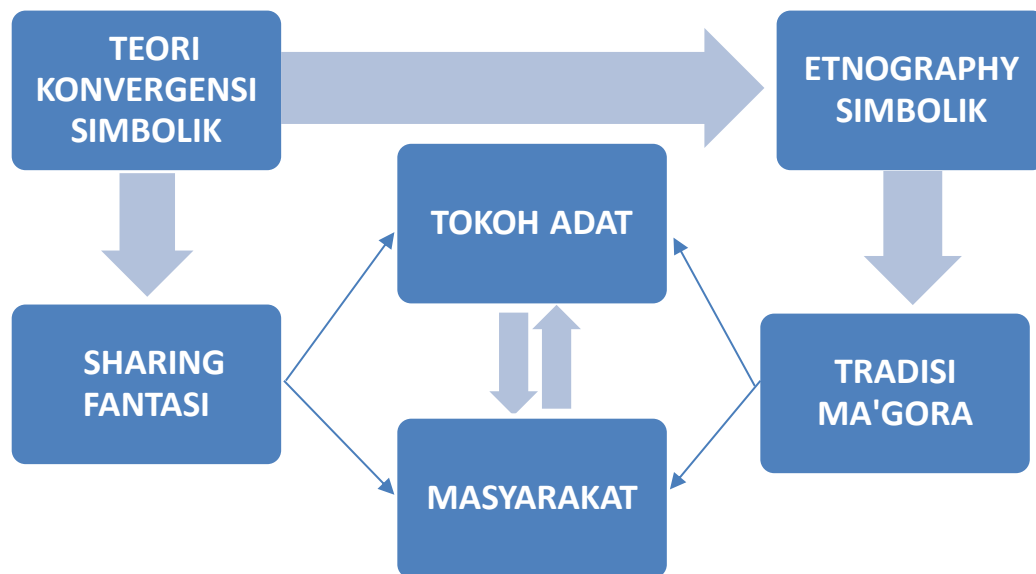 TEORI
KONVERGENSI
SIMBOLIK
ETNOGRAPHY
SIMBOLIK
TOKOH ADAT
SHARING
FANTASI
TRADISI
MA'GORA
MASYARAKAT